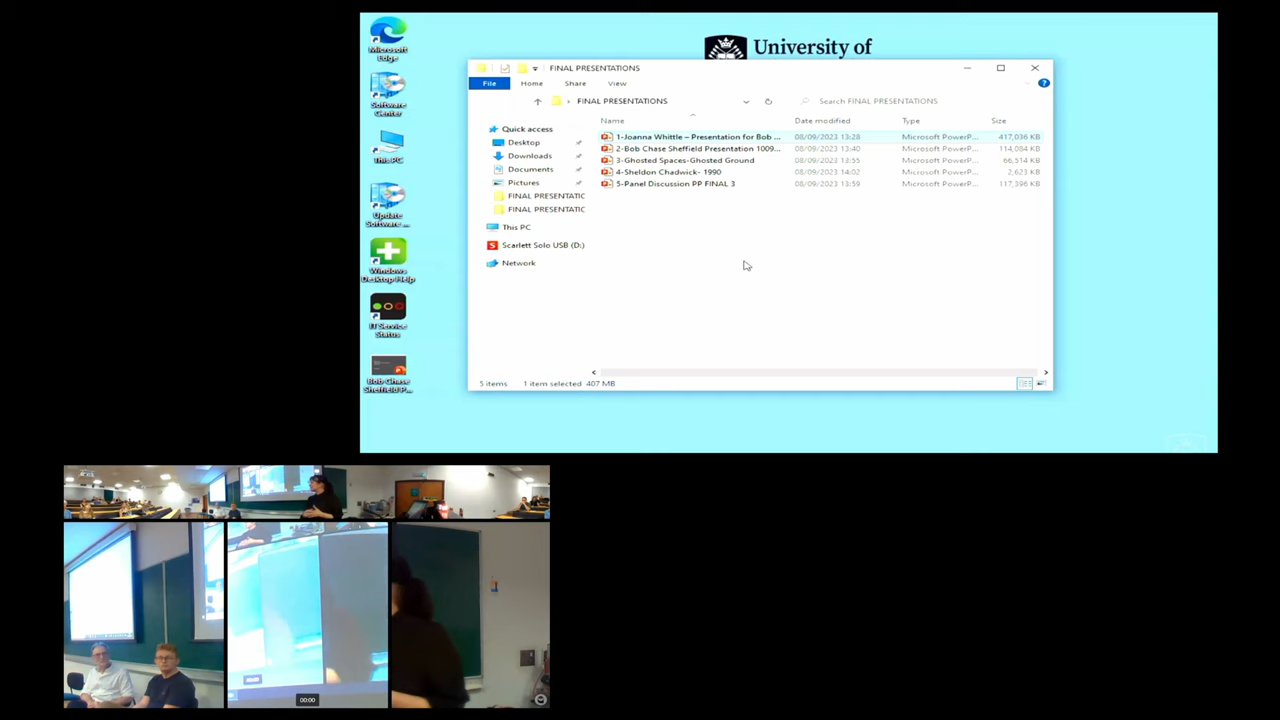 Microsoft
Edge
Software
Center
This PC
Update
Software ...
Windows
Desktop Help
IT Service
Status
Bob Chase
Sheffield P...
University of
FINAL PRESENTATIONS
File Home Share View
FINAL PRESENTATIONS Search FINAL PRESENTATIONS
Name Date modified Type Size
Quick access
Desktop
Downloads
Documents
Pictures
FINAL PRESENTATIC
FINAL PRESENTATIC
This PC
Scarlett Solo USB (D:)
Network
1-Joanna Whittle – Presentation for Bob ... 08/09/2023 13:28 Microsoft PowerP... 417,036 KB
2-Bob Chase Sheffield Presentation 1009... 08/09/2023 13:40 Microsoft PowerP... 114,084 KB
3-Ghosted Spaces-Ghosted Ground 08/09/2023 13:55 Microsoft PowerP... 66,514 KB
4-Sheldon Chadwick- 1990 08/09/2023 14:02 Microsoft PowerP... 2,623 KB
5-Panel Discussion PP FINAL 3 08/09/2023 13:59 Microsoft PowerP... 117,396 KB
5 items 1 item selected 407 MB
00:00